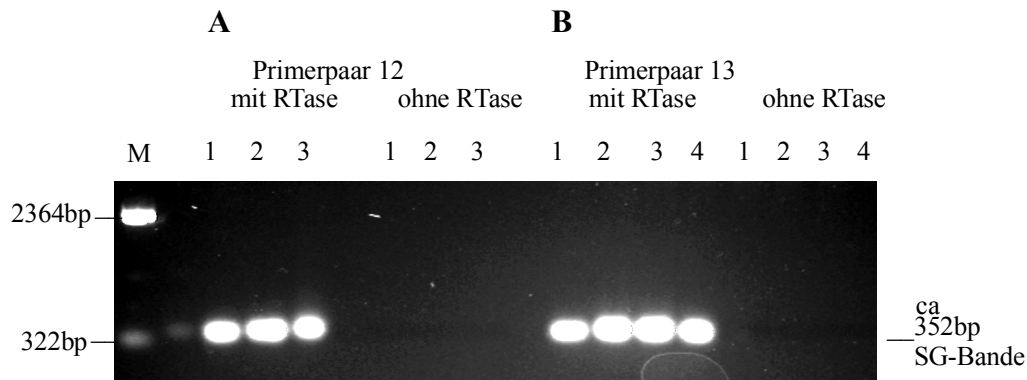 A B
Primerpaar 12 Primerpaar 13
mit RTase ohne RTase mit RTase ohne RTase
M 1 2 3 1 2 3 1 2 3 4 1 2 3 4
2364bp
322bp
ca
352bp
SG-Bande